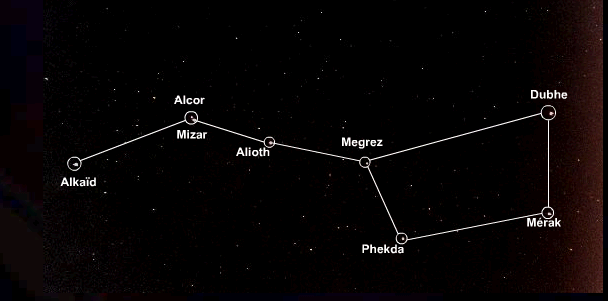 Dubhe
Alcor
Mizar
Megrez
Alioth
Alkaïd
Mérak
Phekda